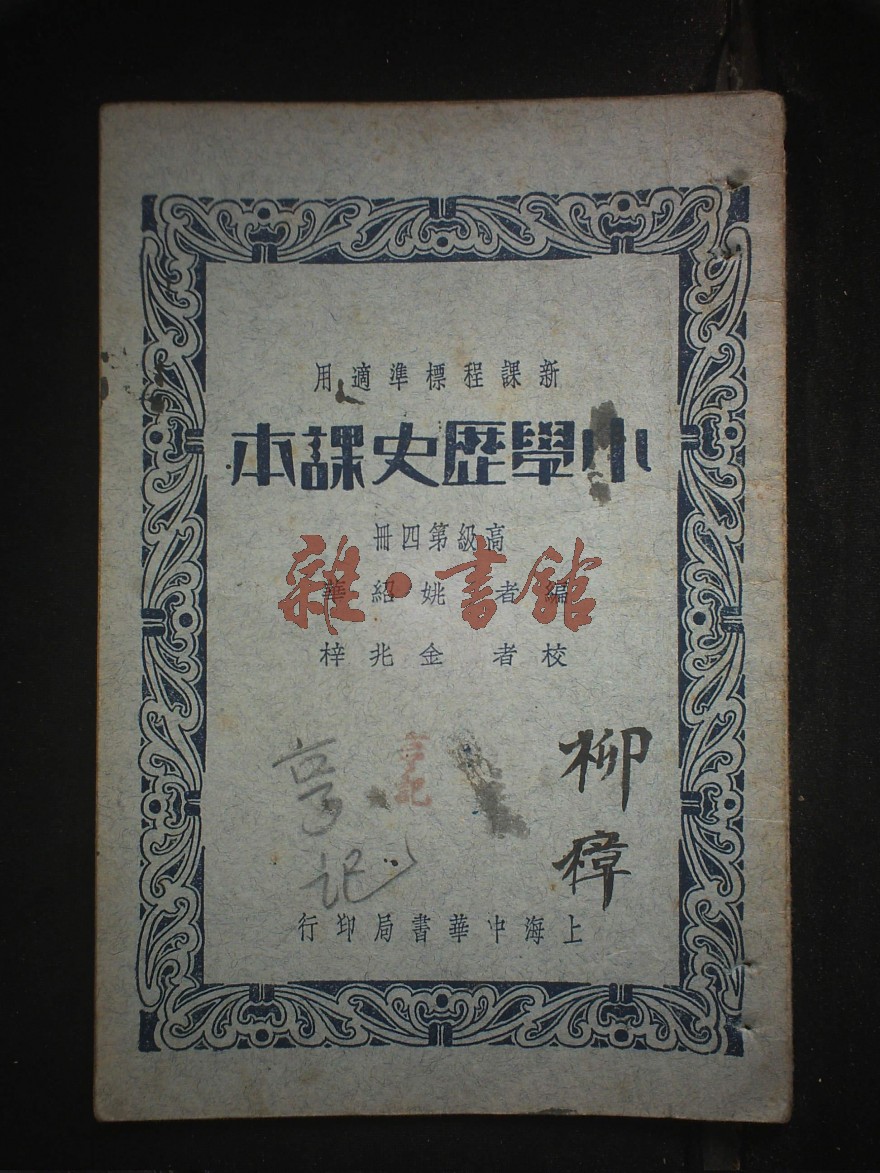 新課程標準適用
小學歷史課本
高級第四冊
編者 姚紹華
校者 金兆梓
雜·書館
柳樟
享記
上海中華書局印行